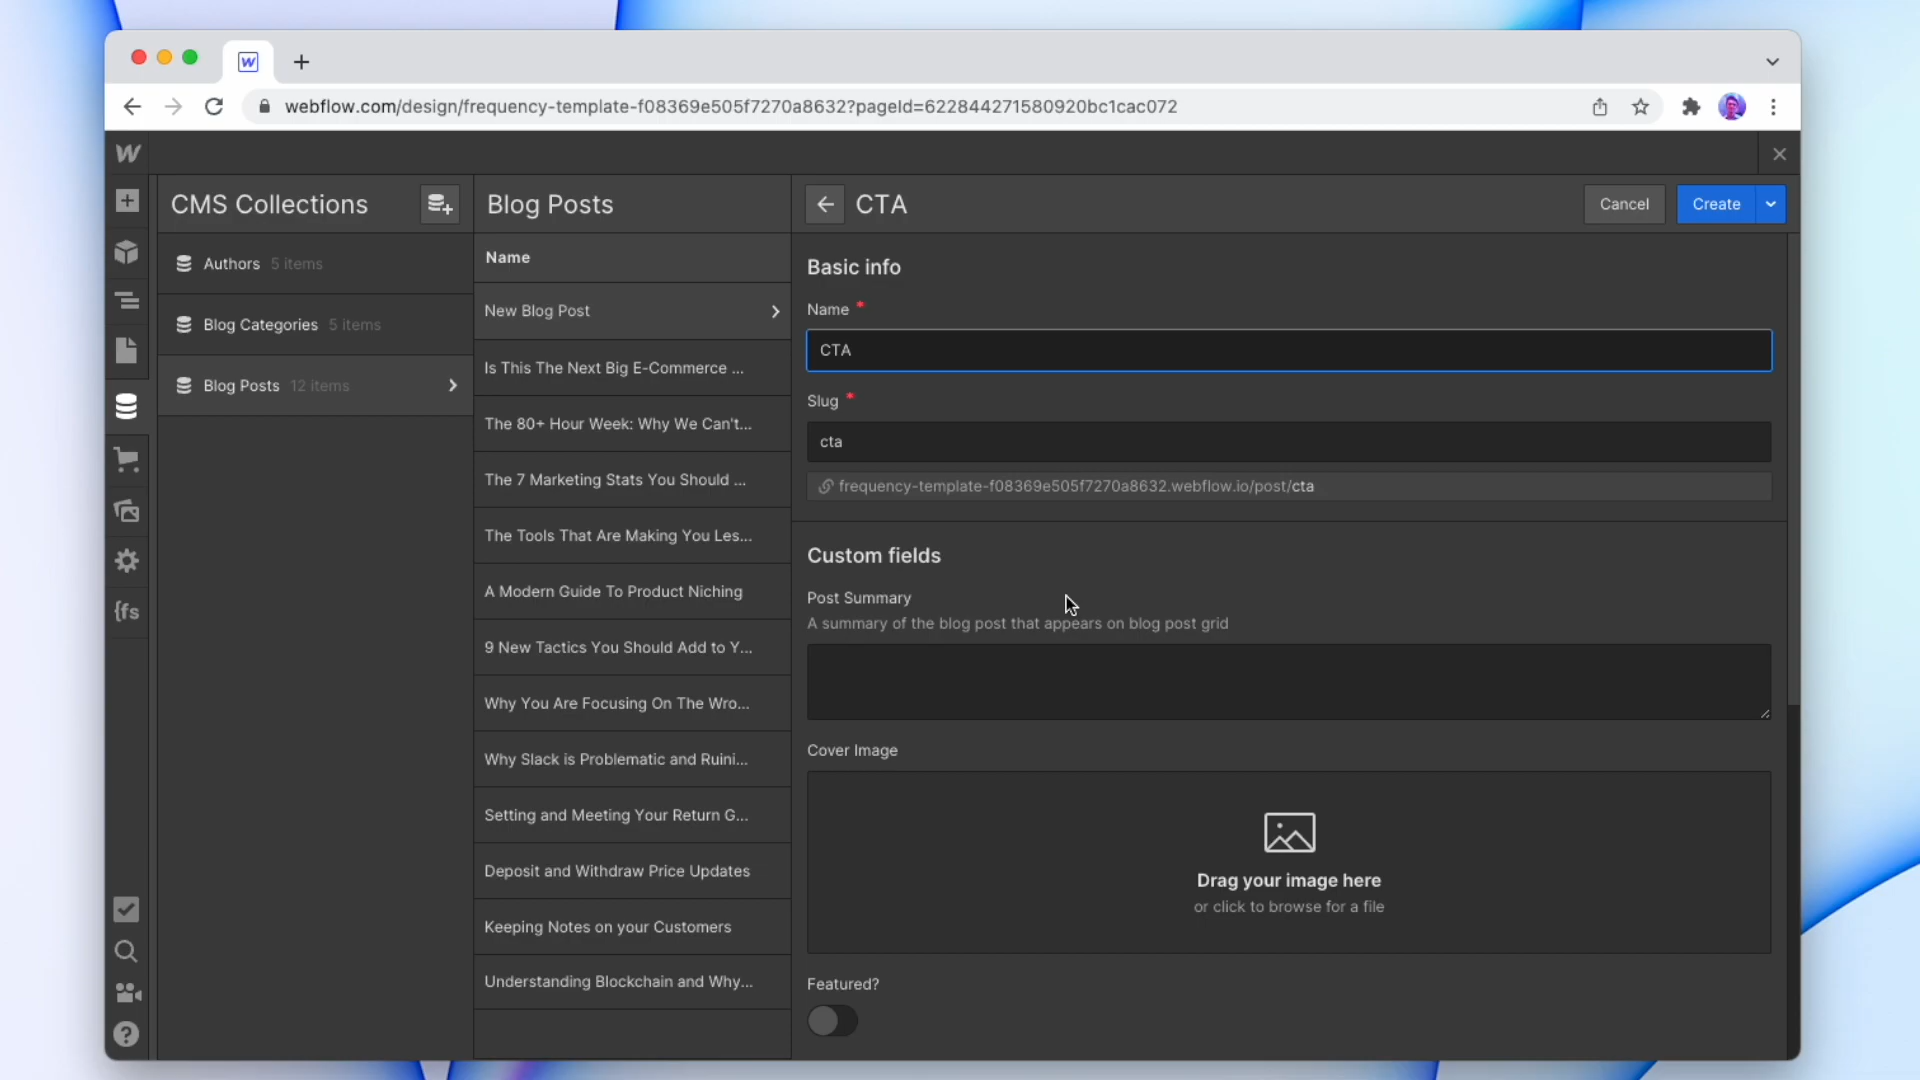 W
+
webflow.com/design/frequency-template-f08369e505f7270a8632?pageId=622844271580920bc1cac072
W
CMS Collections
Authors 5 items
Blog Categories 5 items
Blog Posts 12 items
{fs
Blog Posts
Name
New Blog Post
Is This The Next Big E-Commerce ...
The 80+ Hour Week: Why We Can't...
The 7 Marketing Stats You Should ...
The Tools That Are Making You Les...
A Modern Guide To Product Niching
9 New Tactics You Should Add to Y...
Why You Are Focusing On The Wro...
Why Slack is Problematic and Ruini...
Setting and Meeting Your Return G...
Deposit and Withdraw Price Updates
Keeping Notes on your Customers
Understanding Blockchain and Why...
CTA
Cancel
Create
Basic info
Name *
CTA
Slug *
cta
frequency-template-f08369e505f7270a8632.webflow.io/post/cta
Custom fields
Post Summary
A summary of the blog post that appears on blog post grid
Cover Image
Drag your image here
or click to browse for a file
Featured?